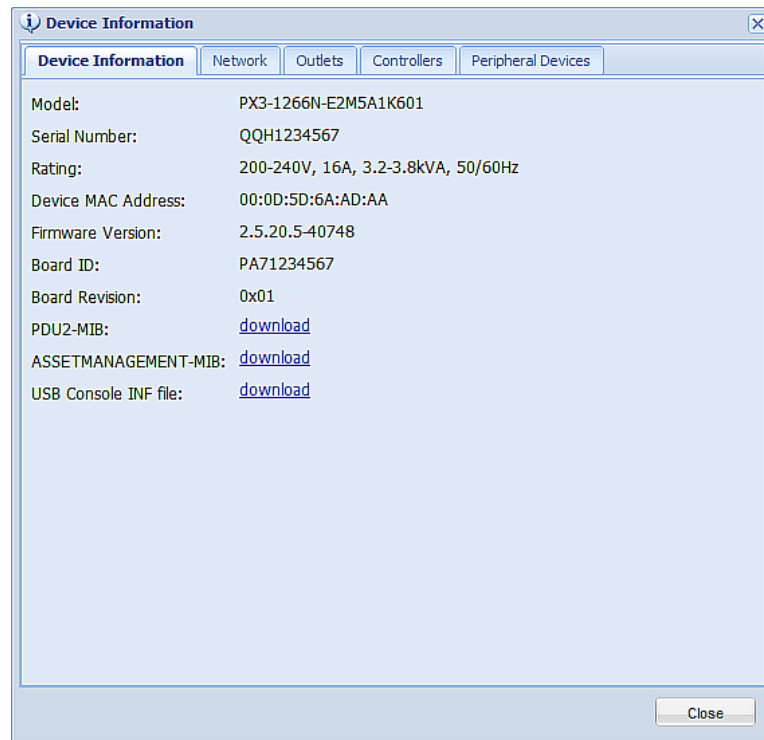 Device Information
Device Information Network Outlets Controllers Peripheral Devices
Model: PX3-1266N-E2M5A1K601
Serial Number: QQH1234567
Rating: 200-240V, 16A, 3.2-3.8kVA, 50/60Hz
Device MAC Address: 00:0D:5D:6A:AD:AA
Firmware Version: 2.5.20.5-40748
Board ID: PA71234567
Board Revision: 0x01
PDU2-MIB: download
ASSETMANAGEMENT-MIB: download
USB Console INF file: download
Close